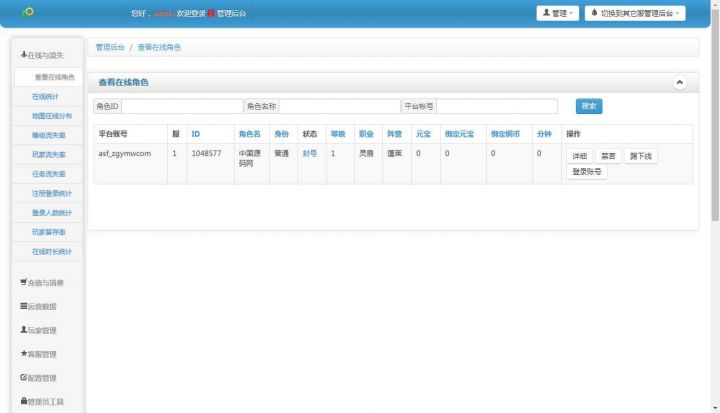 您好，admin 欢迎登录 管理后台
管理
切换到其它服管理后台
在线与流失
查看在线角色
在线统计
地图在线分布
等级流失率
玩家流失率
任务流失率
注册登录统计
登录人数统计
玩家留存率
在线时长统计
充值与消费
运营数据
玩家管理
客服管理
配置管理
管理员工具
管理后台 / 查看在线角色
查看在线角色
角色ID 角色名称 平台帐号 搜索
平台账号 服 ID 角色名 身份 状态 等级 职业 阵营 元宝 绑定元宝 绑定铜币 分钟 操作
asf_zgymwcom 1 1048577 中国源码网 普通 封号 1 灵扇 蓬莱 0 0 0 0 详细 禁言 踢下线
登录账号